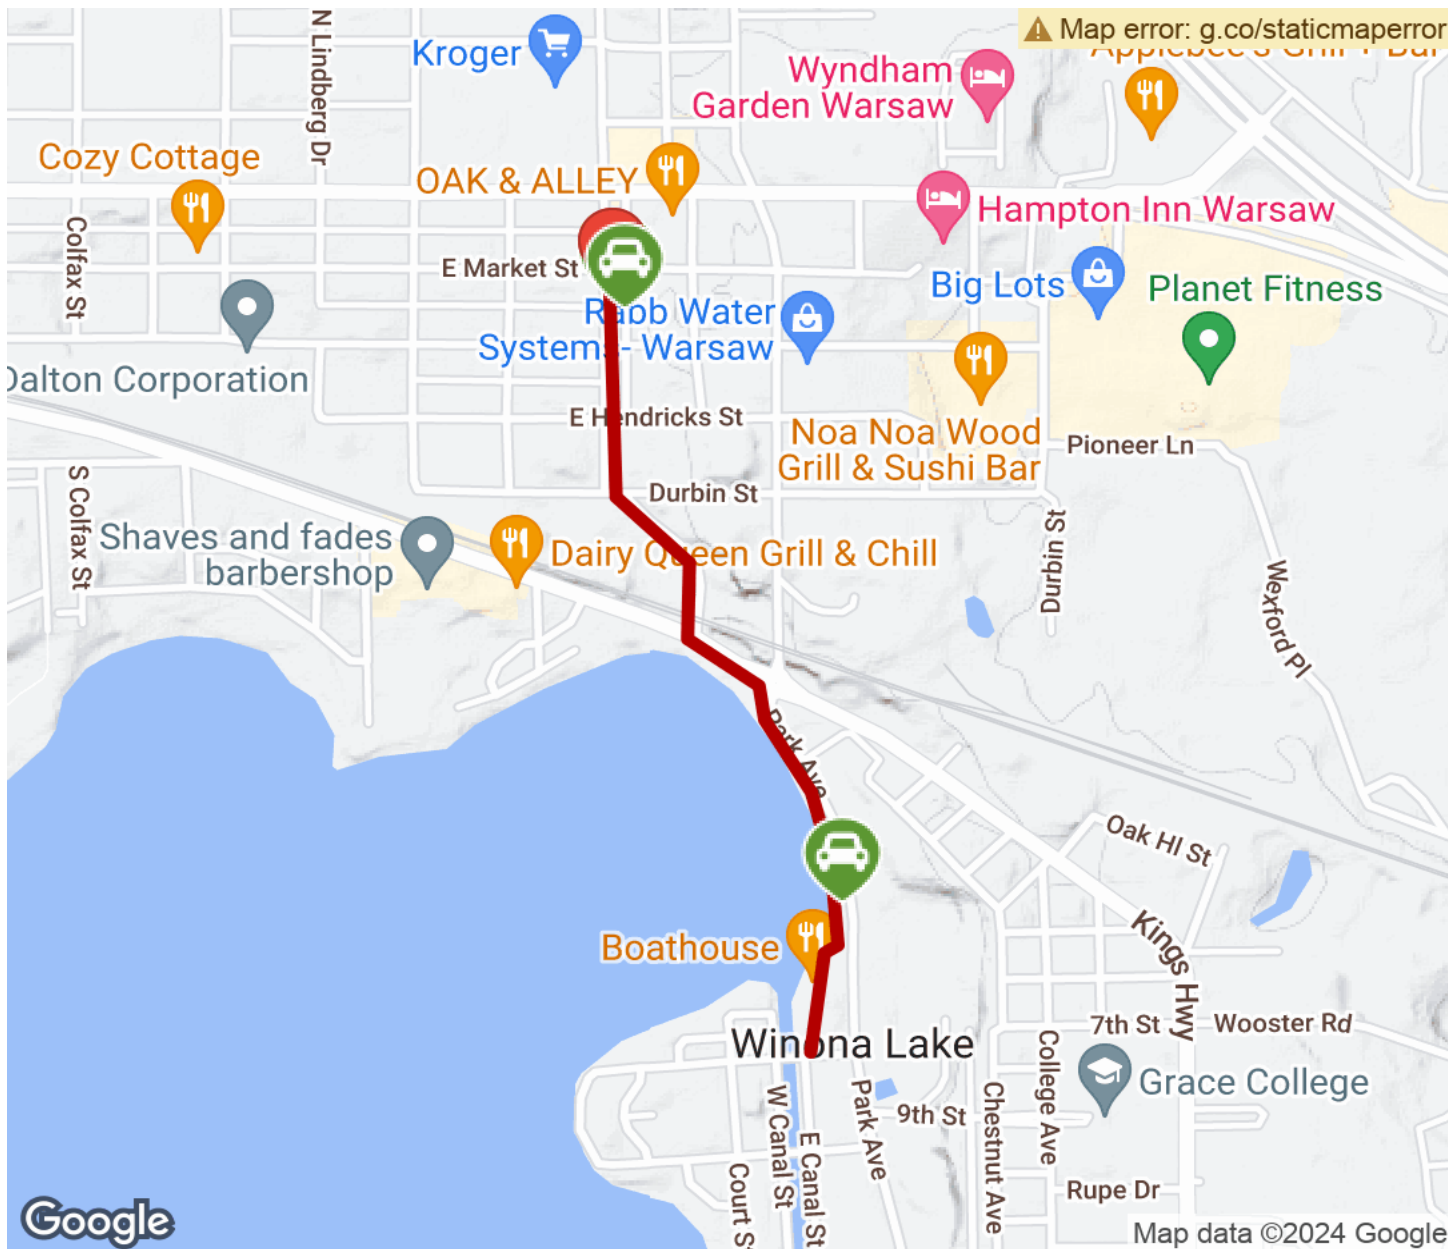 N Lindberg Dr
Kroger
Map error: g.co/staticmaperror
Applebee's Grill + Bar
Wyndham
Garden Warsaw
Cozy Cottage
OAK & ALLEY
Hampton Inn Warsaw
Colfax St
E Market St
Big Lots
Planet Fitness
Rabb Water
Systems- Warsaw
Dalton Corporation
E Hendricks St
Noa Noa Wood
Grill & Sushi Bar
Pioneer Ln
S Colfax St
Durbin St
Shaves and fades
barbershop
Dairy Queen Grill & Chill
Durbin St
Wexford Pl
Park Ave
Oak Hl St
Boathouse
Kings Hwy
Winona Lake
7th St
Wooster Rd
College Ave
Grace College
W Canal St
Park Ave
9th St
Chestnut Ave
E Canal St
Court S
Rupe Dr
Google
Map data ©2024 Google